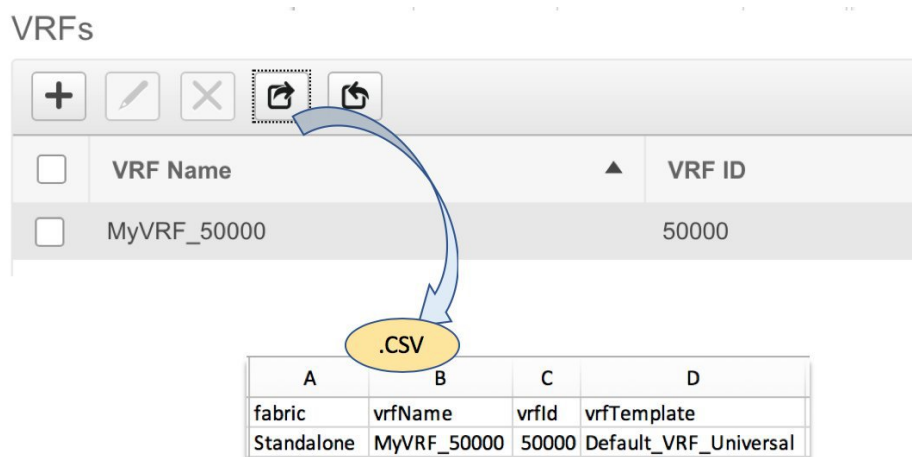 VRFs
VRF Name VRF ID
MyVRF_50000 50000
.CSV
A B C D
fabric vrfName vrfId vrfTemplate
Standalone MyVRF_50000 50000 Default_VRF_Universal